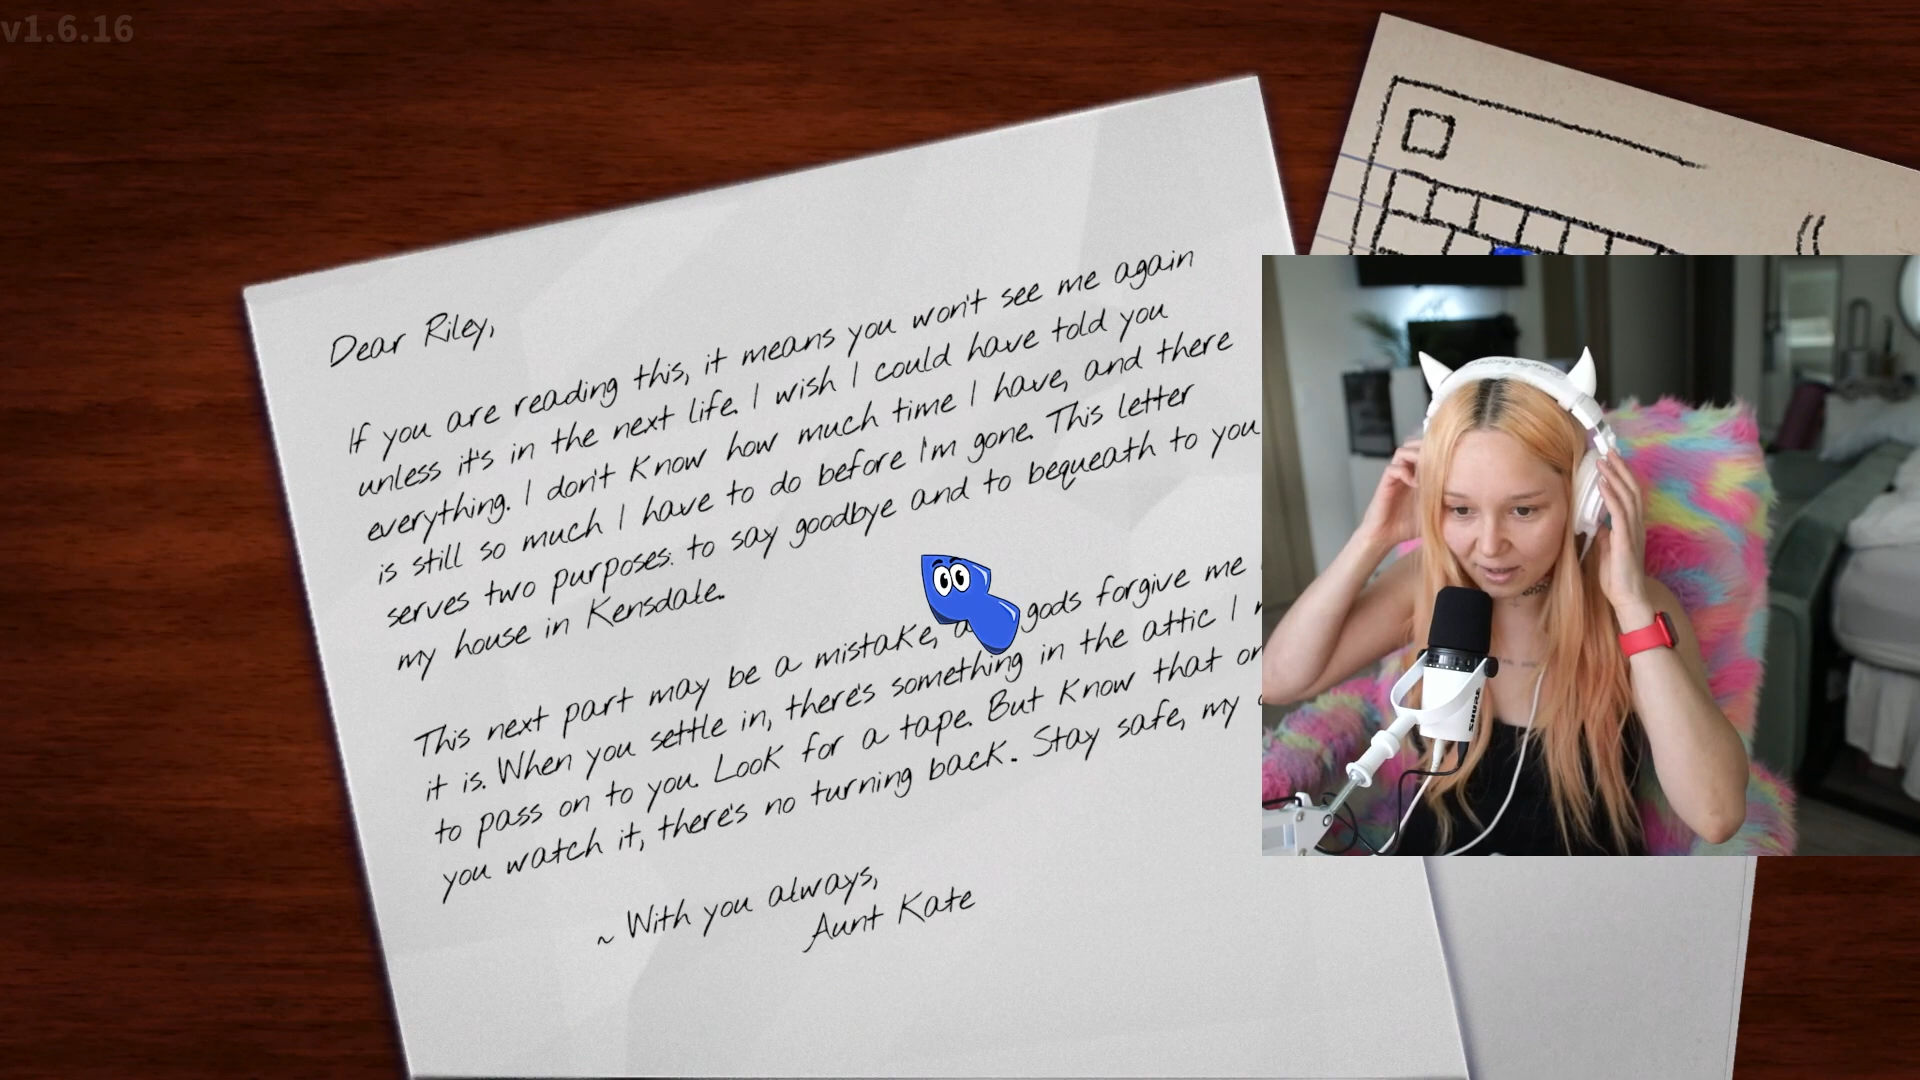 v1.6.16
Dear Riley,
If you are reading this, it means you won't see me again
unless it's in the next life. I wish I could have told you
everything. I don't know how much time I have, and there
is still so much I have to do before I'm gone. This letter
serves two purposes: to say goodbye and to bequeath to you
my house in Kensdale.
This next part may be a mistake, gods forgive me
it is. When you settle in, there's something in the attic I
to pass on to you. Look for a tape. But know that
you watch it, there's no turning back. Stay safe, my
~ With you always,
Aunt Kate
SHURE